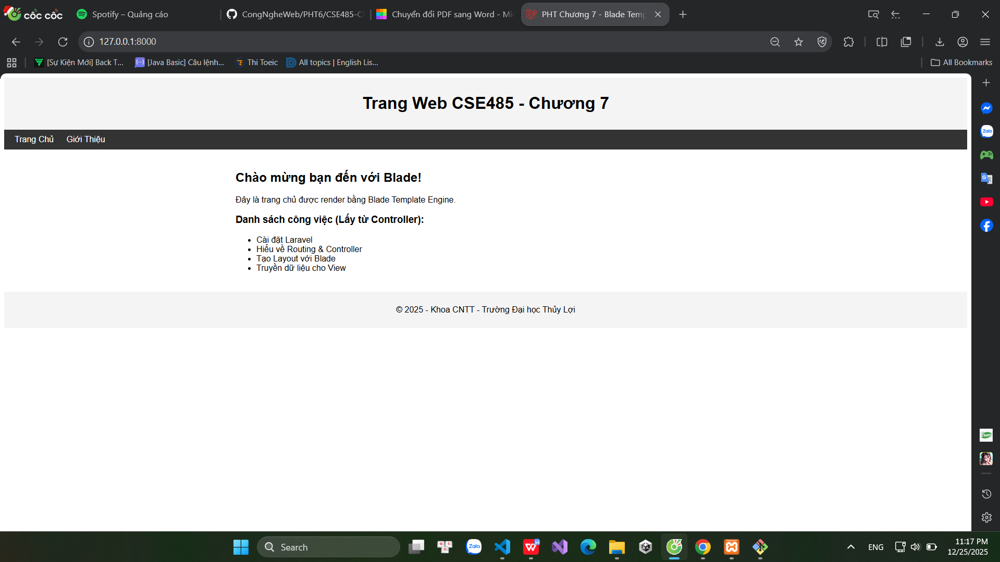 cốc cốc
Spotify – Quảng cáo
CongNgheWeb/PHT6/CSE485-C
Chuyển đổi PDF sang Word - Mi
PHT Chương 7 - Blade Temp
127.0.0.1:8000
[Sự Kiện Mới] Back T...
[Java Basic] Câu lệnh...
Thi Toeic
All topics | English Lis...
All Bookmarks
Trang Web CSE485 - Chương 7
Trang Chủ
Giới Thiệu
Chào mừng bạn đến với Blade!
Đây là trang chủ được render bằng Blade Template Engine.
Danh sách công việc (Lấy từ Controller):
Cài đặt Laravel
Hiểu về Routing & Controller
Tạo Layout với Blade
Truyền dữ liệu cho View
© 2025 - Khoa CNTT - Trường Đại học Thủy Lợi
Zalo
Search
Zalo
ENG
11:17 PM
12/25/2025